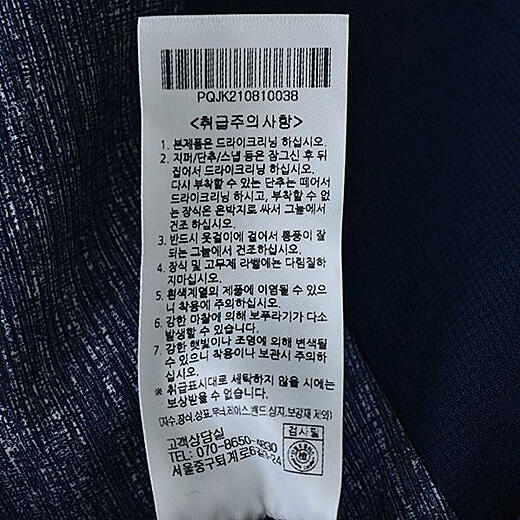 PQJK210810038
<취급주의사항>
1. 본제품은 드라이크리닝 하십시오.
2. 지퍼/단추/스냅 등은 잠그신 후 뒤
집어서 드라이크리닝 하십시오.
다시 부착할 수 있는 단추는 떼어서
드라이크리닝 하시고, 부착할 수 없
는 장식은 은박지로 싸서 그늘에서
건조하십시오.
3. 반드시 옷걸이에 걸어서 통풍이 잘
되는 그늘에서 건조하십시오.
4. 장식 및 고무제 라벨에는 다림질하
지마십시오.
5. 흰색계열의 제품에 이염될 수 있으
니 착용에 주의하십시오.
6. 강한 마찰에 의해 보푸라기가 다소
발생할 수 있습니다.
7. 강한 햇빛이나 조명에 의해 변색될
수 있으니 착용이나 보관시 주의하
십시오.
※ 취급표시대로 세탁하지 않을 시에는
보상받을 수 없습니다.
(자수,장식,상표,무늬,레이스,밴드,심지,보강재 제외)
고객상담실
TEL: 070-8650-
서울중구퇴계로
검사필